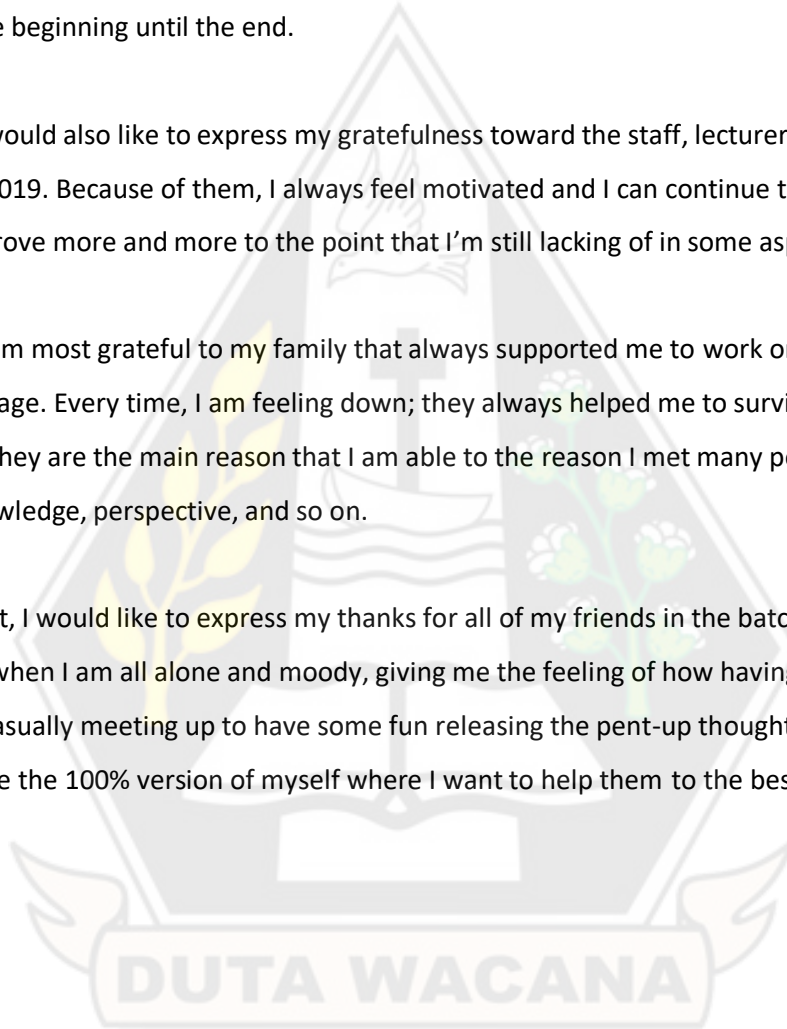 e beginning until the end.
would also like to express my gratefulness toward the staff, lecturer
019. Because of them, I always feel motivated and I can continue t
rove more and more to the point that I’m still lacking of in some asp
m most grateful to my family that always supported me to work o
age. Every time, I am feeling down; they always helped me to survi
hey are the main reason that I am able to the reason I met many pe
wledge, perspective, and so on.
t, I would like to express my thanks for all of my friends in the batc
when I am all alone and moody, giving me the feeling of how having
asually meeting up to have some fun releasing the pent-up thought
e the 100% version of myself where I want to help them to the bes
DUTA WACANA